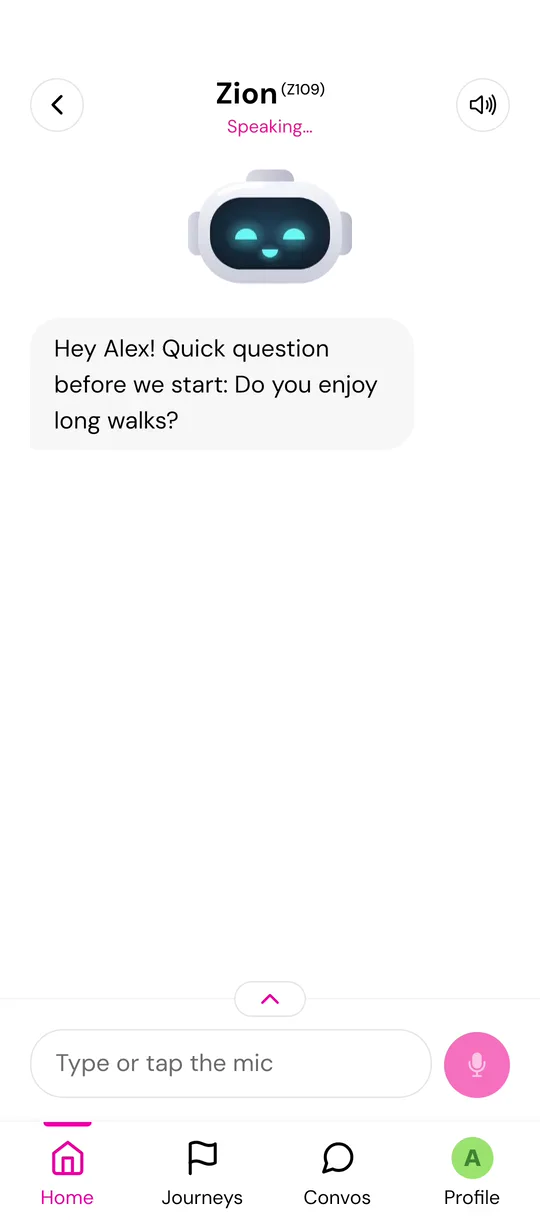 Zion (Z109)
Speaking...
Hey Alex! Quick question
before we start: Do you enjoy
long walks?
Type or tap the mic
A
Home Journeys Convos Profile